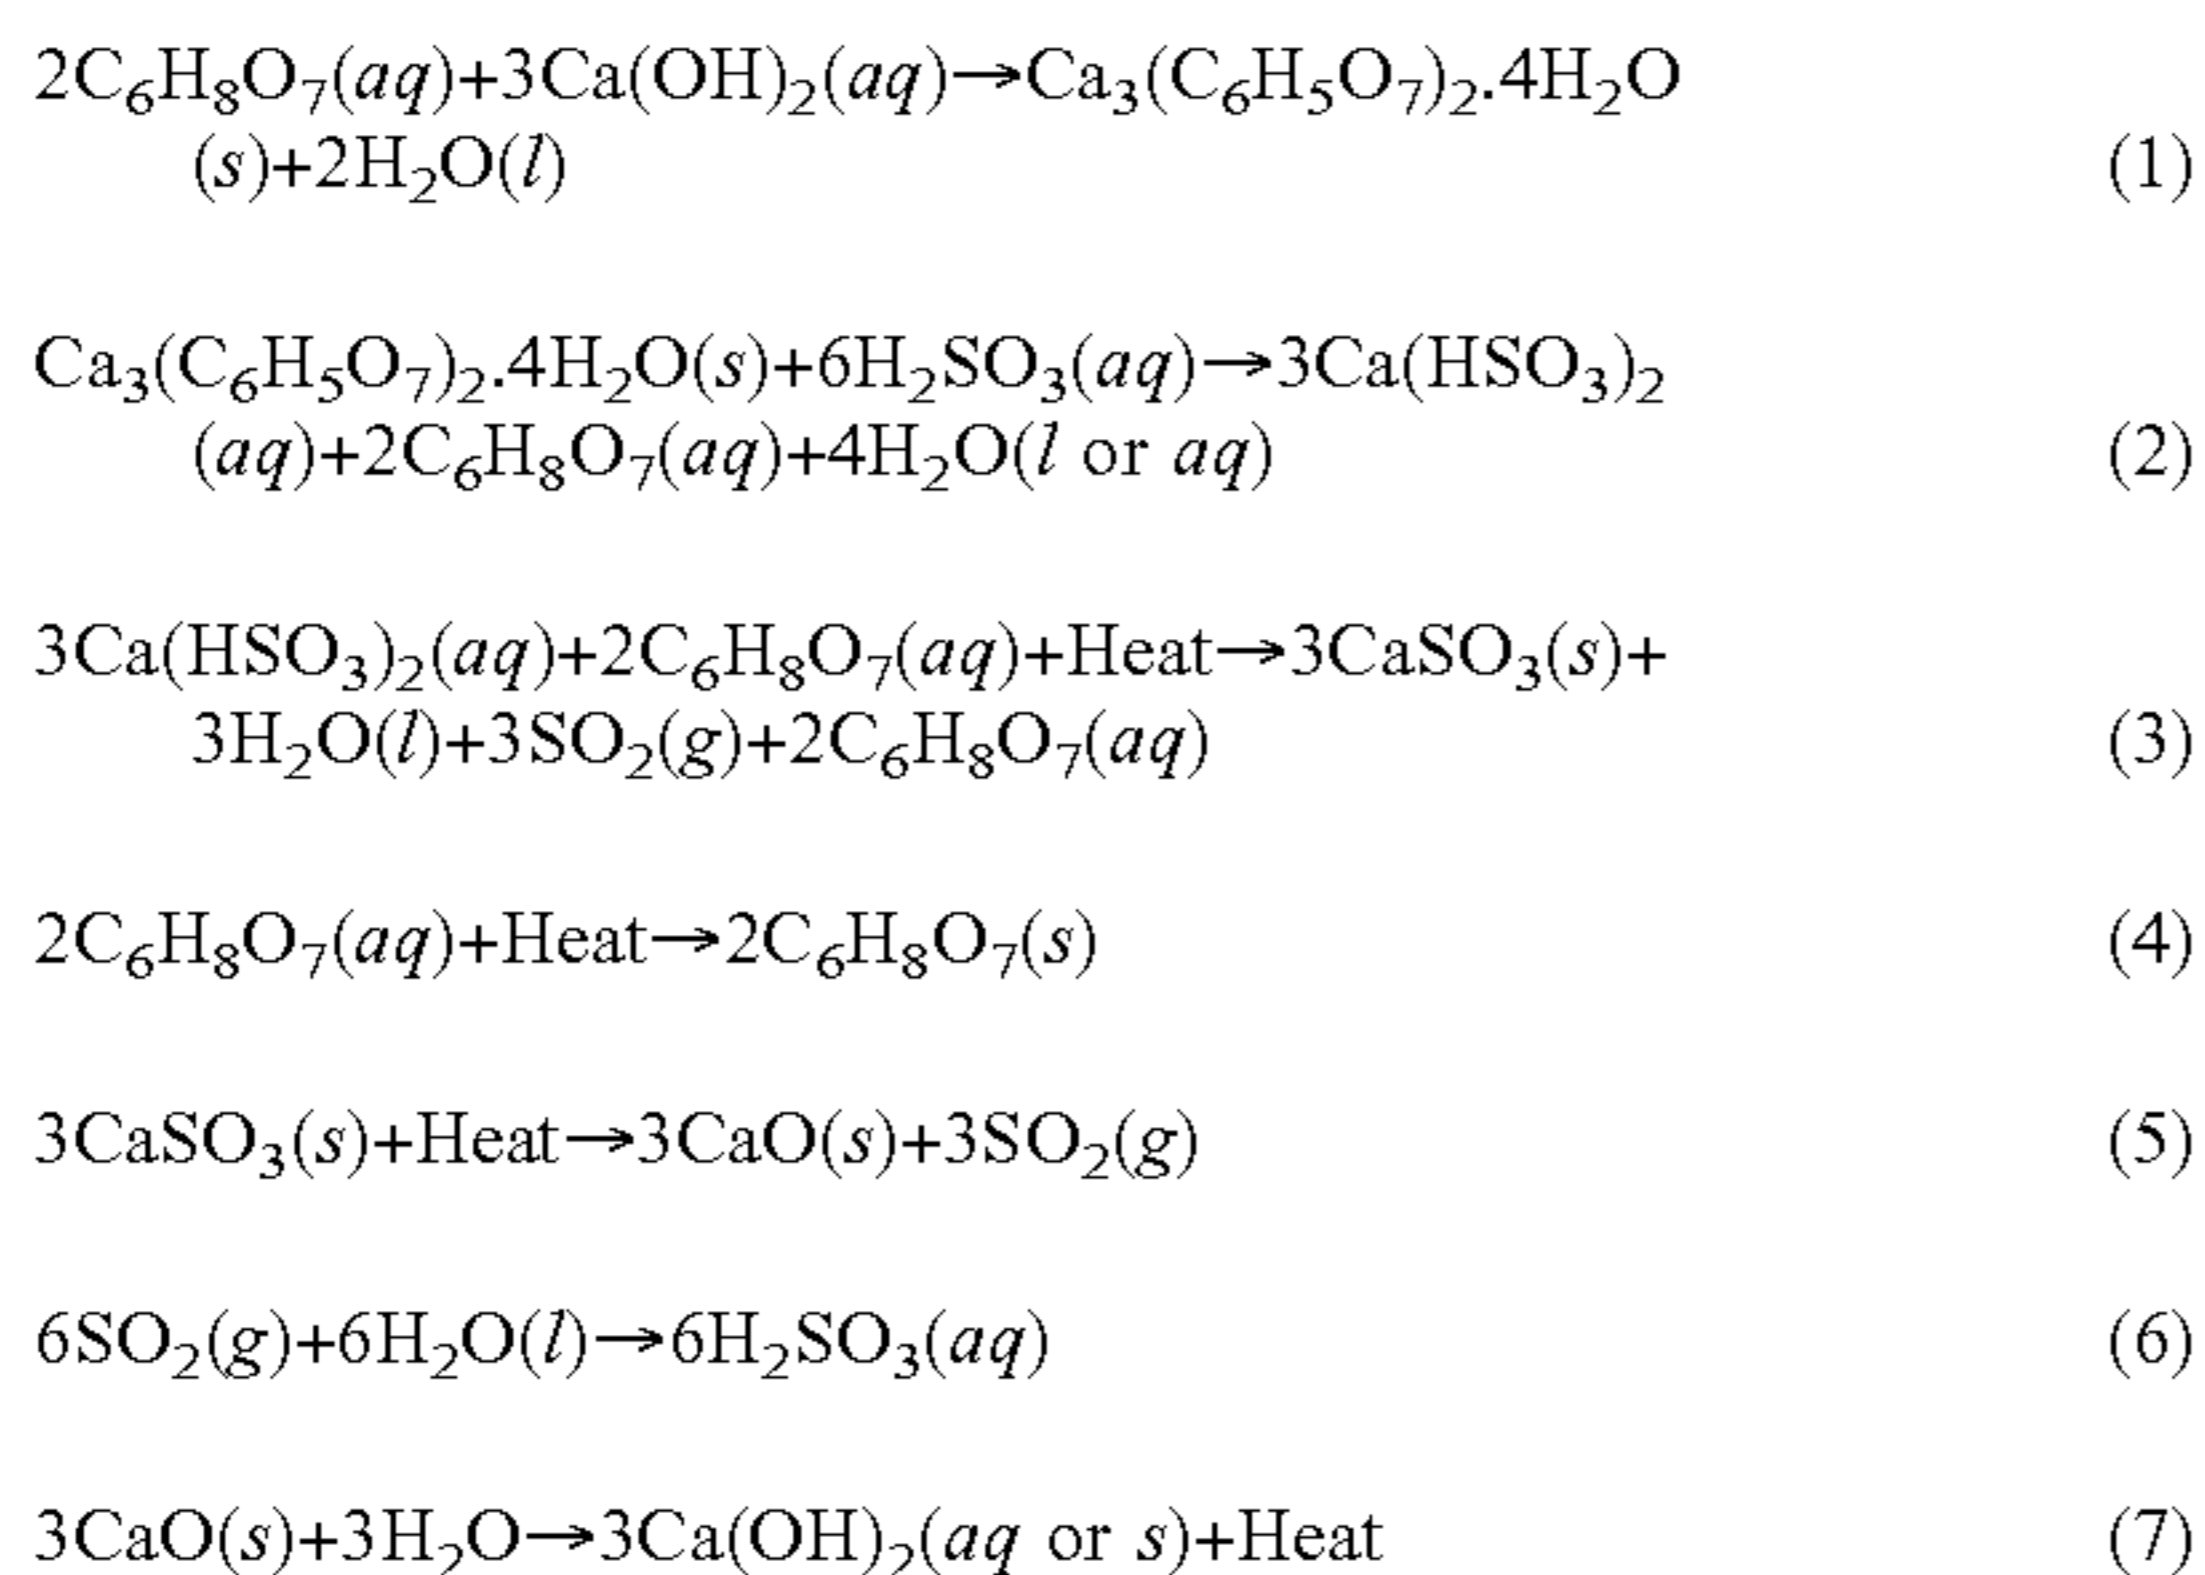 2C₆H₈O₇(aq)+3Ca(OH)₂(aq)→Ca₃(C₆H₅O₇)₂.4H₂O
(s)+2H₂O(l) (1)
Ca₃(C₆H₅O₇)₂.4H₂O(s)+6H₂SO₃(aq)→3Ca(HSO₃)₂
(aq)+2C₆H₈O₇(aq)+4H₂O(l or aq) (2)
3Ca(HSO₃)₂(aq)+2C₆H₈O₇(aq)+Heat→3CaSO₃(s)+
3H₂O(l)+3SO₂(g)+2C₆H₈O₇(aq) (3)
2C₆H₈O₇(aq)+Heat→2C₆H₈O₇(s) (4)
3CaSO₃(s)+Heat→3CaO(s)+3SO₂(g) (5)
6SO₂(g)+6H₂O(l)→6H₂SO₃(aq) (6)
3CaO(s)+3H₂O→3Ca(OH)₂(aq or s)+Heat (7)